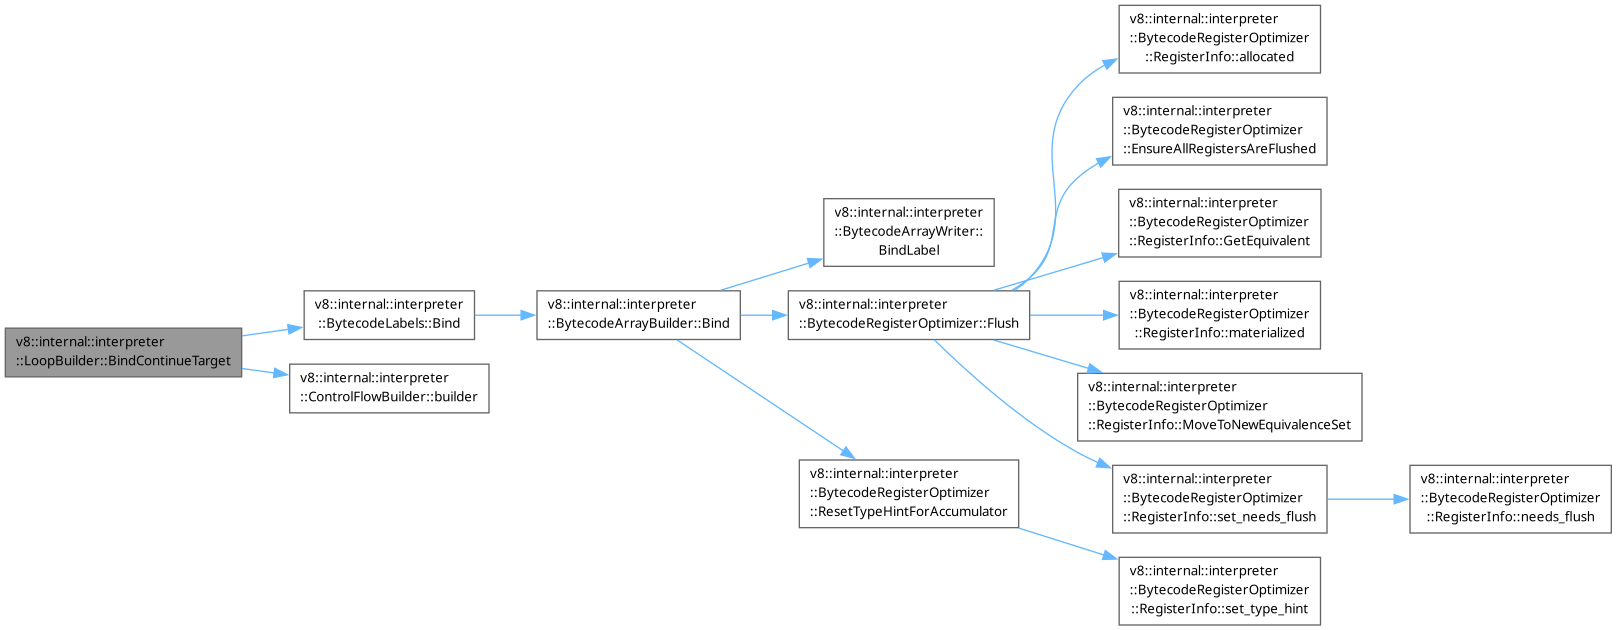 v8::internal::interpreter
::LoopBuilder::BindContinueTarget
v8::internal::interpreter
::BytecodeLabels::Bind
v8::internal::interpreter
::ControlFlowBuilder::builder
v8::internal::interpreter
::BytecodeArrayBuilder::Bind
v8::internal::interpreter
::BytecodeArrayWriter::
BindLabel
v8::internal::interpreter
::BytecodeRegisterOptimizer::Flush
v8::internal::interpreter
::BytecodeRegisterOptimizer
::ResetTypeHintForAccumulator
v8::internal::interpreter
::BytecodeRegisterOptimizer
::RegisterInfo::allocated
v8::internal::interpreter
::BytecodeRegisterOptimizer
::EnsureAllRegistersAreFlushed
v8::internal::interpreter
::BytecodeRegisterOptimizer
::RegisterInfo::GetEquivalent
v8::internal::interpreter
::BytecodeRegisterOptimizer
::RegisterInfo::materialized
v8::internal::interpreter
::BytecodeRegisterOptimizer
::RegisterInfo::MoveToNewEquivalenceSet
v8::internal::interpreter
::BytecodeRegisterOptimizer
::RegisterInfo::set_needs_flush
v8::internal::interpreter
::BytecodeRegisterOptimizer
::RegisterInfo::needs_flush
v8::internal::interpreter
::BytecodeRegisterOptimizer
::RegisterInfo::set_type_hint